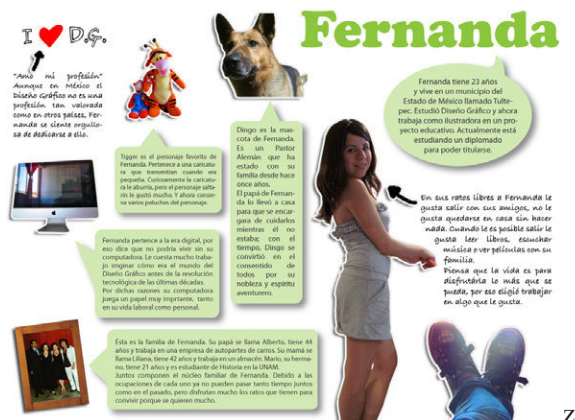 I ❤ D.G.
Fernanda
"Amo mi profesión"
Aunque en México el
Diseño Gráfico no es una
profesión tan valorada
como en otros países, Fer-
nanda se siente orgullo-
sa de dedicarse a ello.
Tigger es el personaje favorito de
Fernanda. Pertenece a una caricatu-
ra que transmitían cuando era
pequeña. Curiosamente la caricatu-
ra le aburría, pero el personaje salta-
rín le gustó mucho. Y ahora conser-
va varios peluches del personaje.
Dingo es la mas-
cota de Fernanda.
Es un Pastor
Alemán que ha
estado con su
familia desde hace
once años.
El papá de Fernan-
da lo llevó a casa
para que se encar-
gara de cuidarlos
mientras él no
estaba; con el
tiempo, Dingo se
convirtió en el
consentido de
todos por su
nobleza y espíritu
aventurero.
Fernanda tiene 23 años
y vive en un municipio del
Estado de México llamado Tulte-
pec. Estudió Diseño Gráfico y ahora
trabaja como ilustradora en un pro-
yecto educativo. Actualmente está
estudiando un diplomado
para poder titularse.
En sus ratos libres a Fernanda le
gusta salir con sus amigos, no le
gusta quedarse en casa sin hacer
nada. Cuando le es posible salir le
gusta leer libros, escuchar
música o ver películas con su
familia.
Piensa que la vida es para
disfrutarla lo más que se
pueda, por eso eligió trabajar
en algo que le gusta.
Fernanda pertenece a la era digital, por
eso dice que no podría vivir sin su
computadora. Le cuesta mucho traba-
jo imginar cómo era el mundo del
Diseño Gráfico antes de la revolución
tecnológica de las últimas décadas.
Por dichas razones su computadora
juega un papel muy imprtante, tanto
en su vida laboral como personal.
Ésta es la familia de Fernanda. Su papá se llama Alberto, tiene 44
años y trabaja en una empresa de autopartes de carros. Su mamá se
llama Liliana, tiene 42 años y trabaja en un almacén. Mario, su herma-
no, tiene 21 años y es estudiante de Historia en la UNAM.
Juntos componen el núcleo familiar de Fernanda. Debido a las
ocupaciones de cada uno ya no pueden pasar tanto tiempo juntos
como en el pasado, pero disfrutan mucho los ratos que tienen para
convivir porque se quieren mucho.
Z